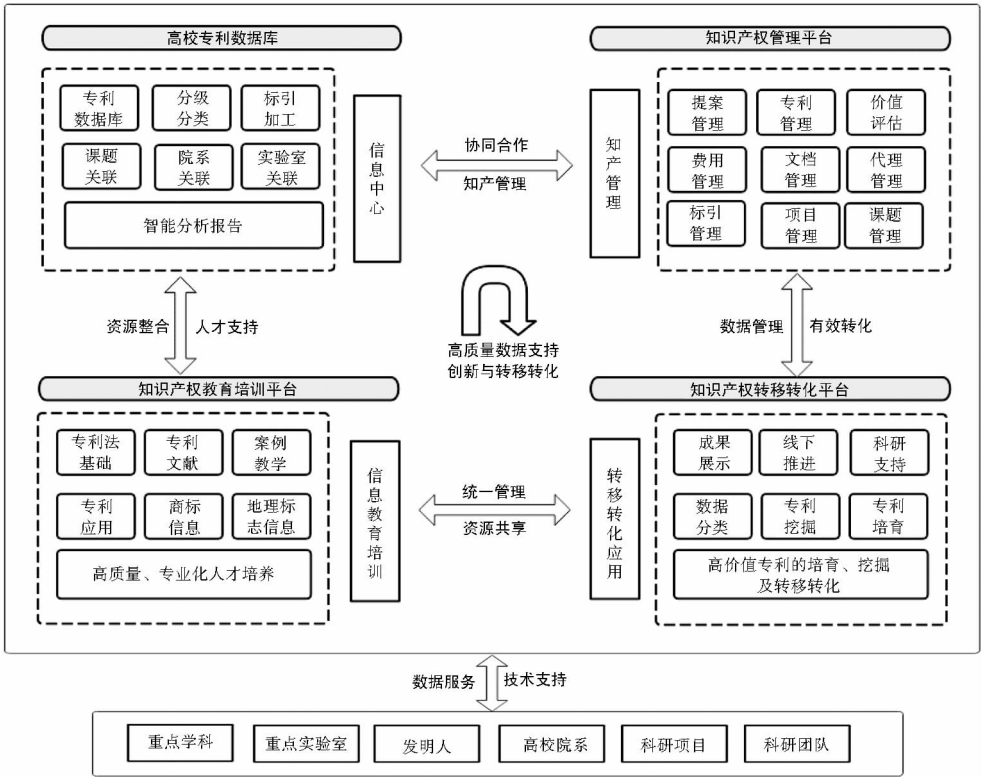 高校专利数据库
专利
数据库
分级
分类
标引
加工
课题
关联
院系
关联
实验室
关联
智能分析报告
信息中心
协同合作
知产管理
知识产权管理平台
知产管理
提案
管理
专利
管理
价值
评估
费用
管理
文档
管理
代理
管理
标引
管理
项目
管理
课题
管理
资源整合
人才支持
高质量数据支持
创新与转移转化
数据管理
有效转化
知识产权教育培训平台
专利法
基础
专利
文献
案例
教学
专利
应用
商标
信息
地理标
志信息
高质量、专业化人才培养
信息教育培训
统一管理
资源共享
知识产权转移转化平台
转移转化应用
成果
展示
线下
推进
科研
支持
数据
分类
专利
挖掘
专利
培育
高价值专利的培育、挖掘
及转移转化
数据服务
技术支持
重点学科
重点实验室
发明人
高校院系
科研项目
科研团队